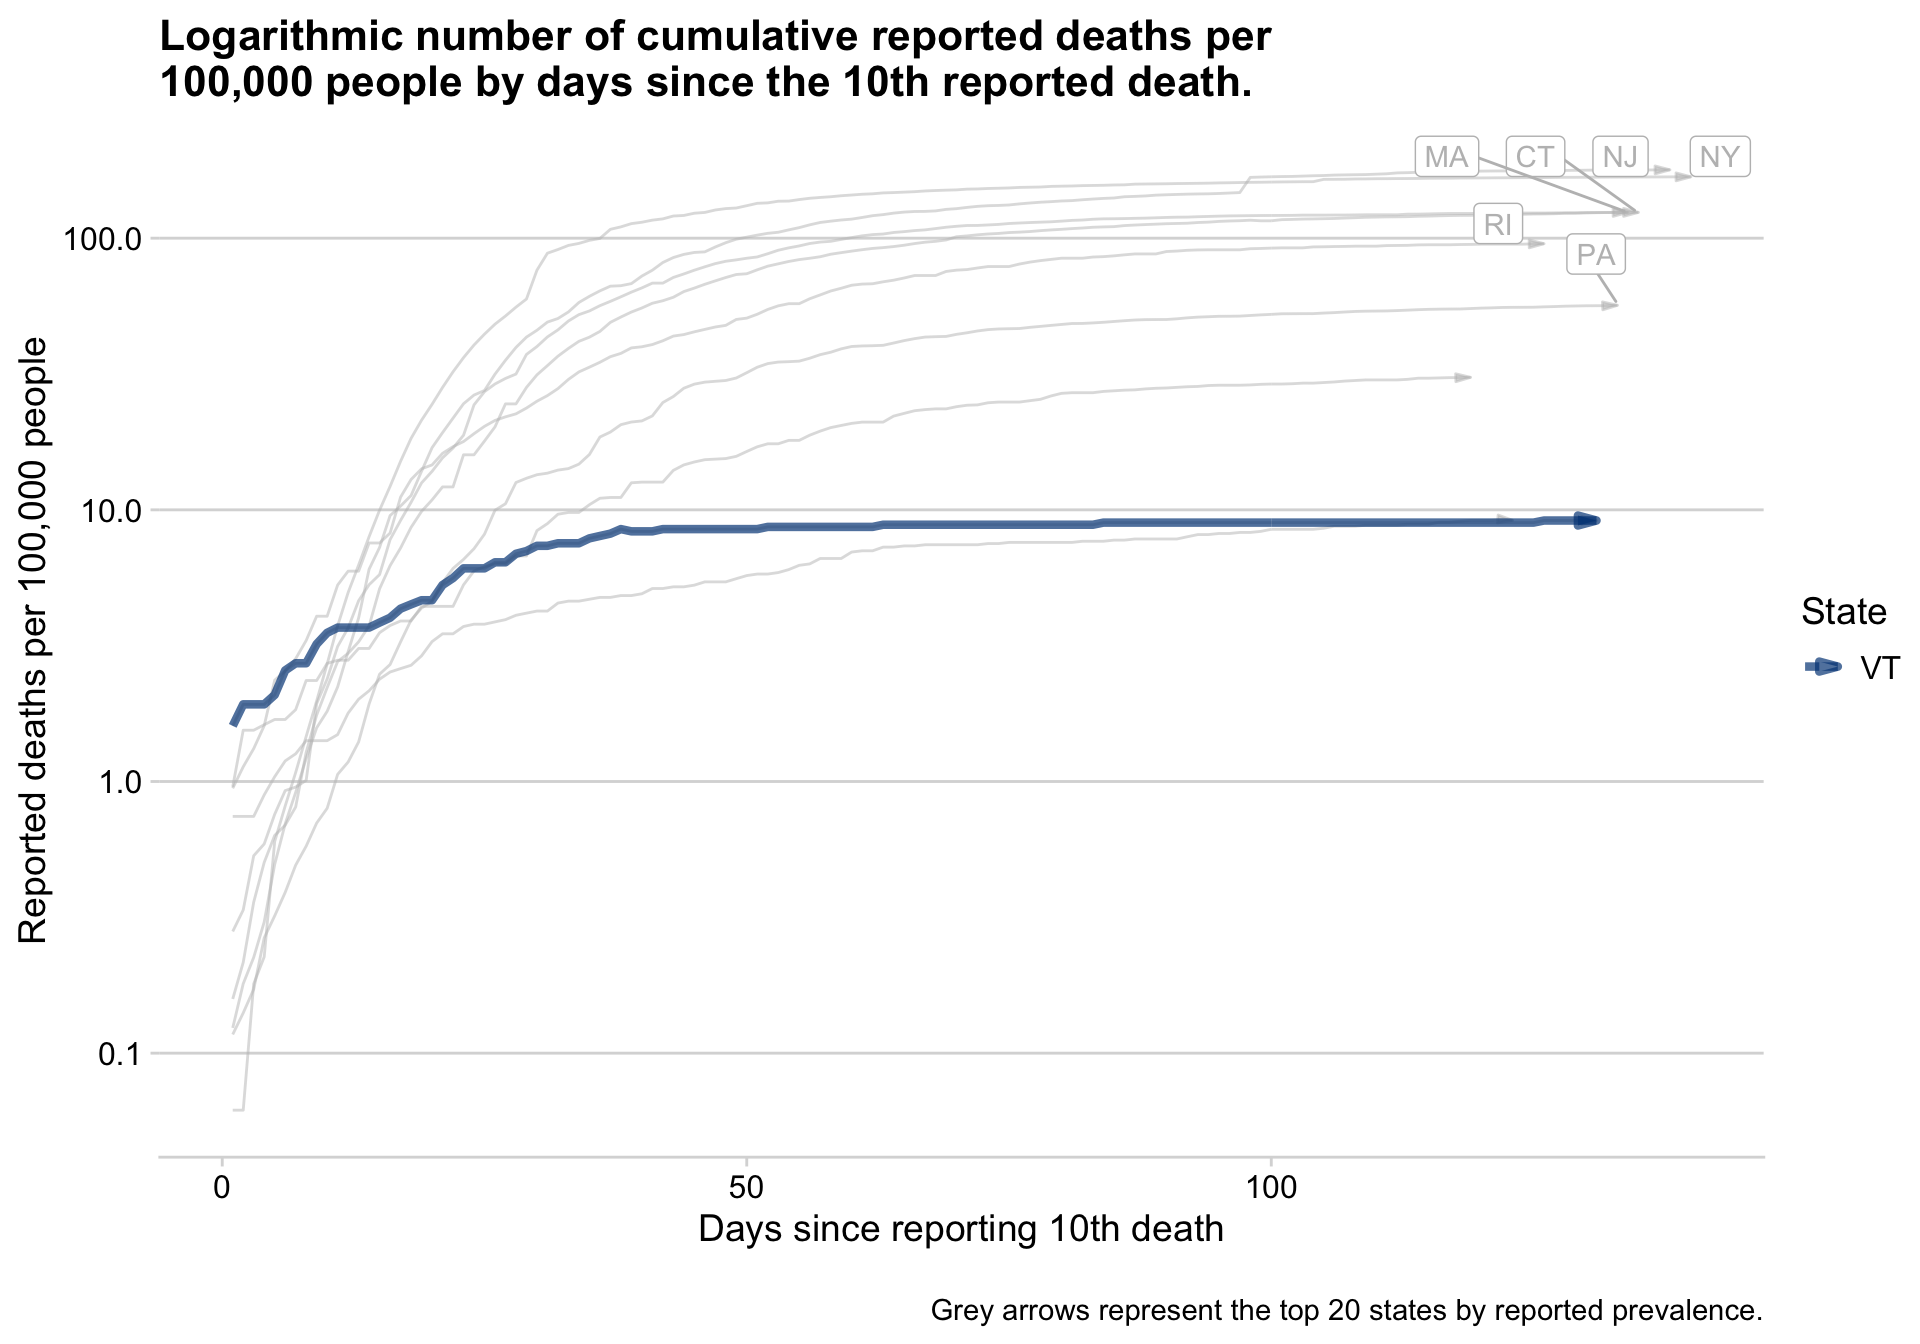 Logarithmic number of cumulative reported deaths per
100,000 people by days since the 10th reported death.
MA
CT
NJ
NY
RI
PA
100.0
10.0
1.0
0.1
Reported deaths per 100,000 people
0
50
100
Days since reporting 10th death
State
VT
Grey arrows represent the top 20 states by reported prevalence.